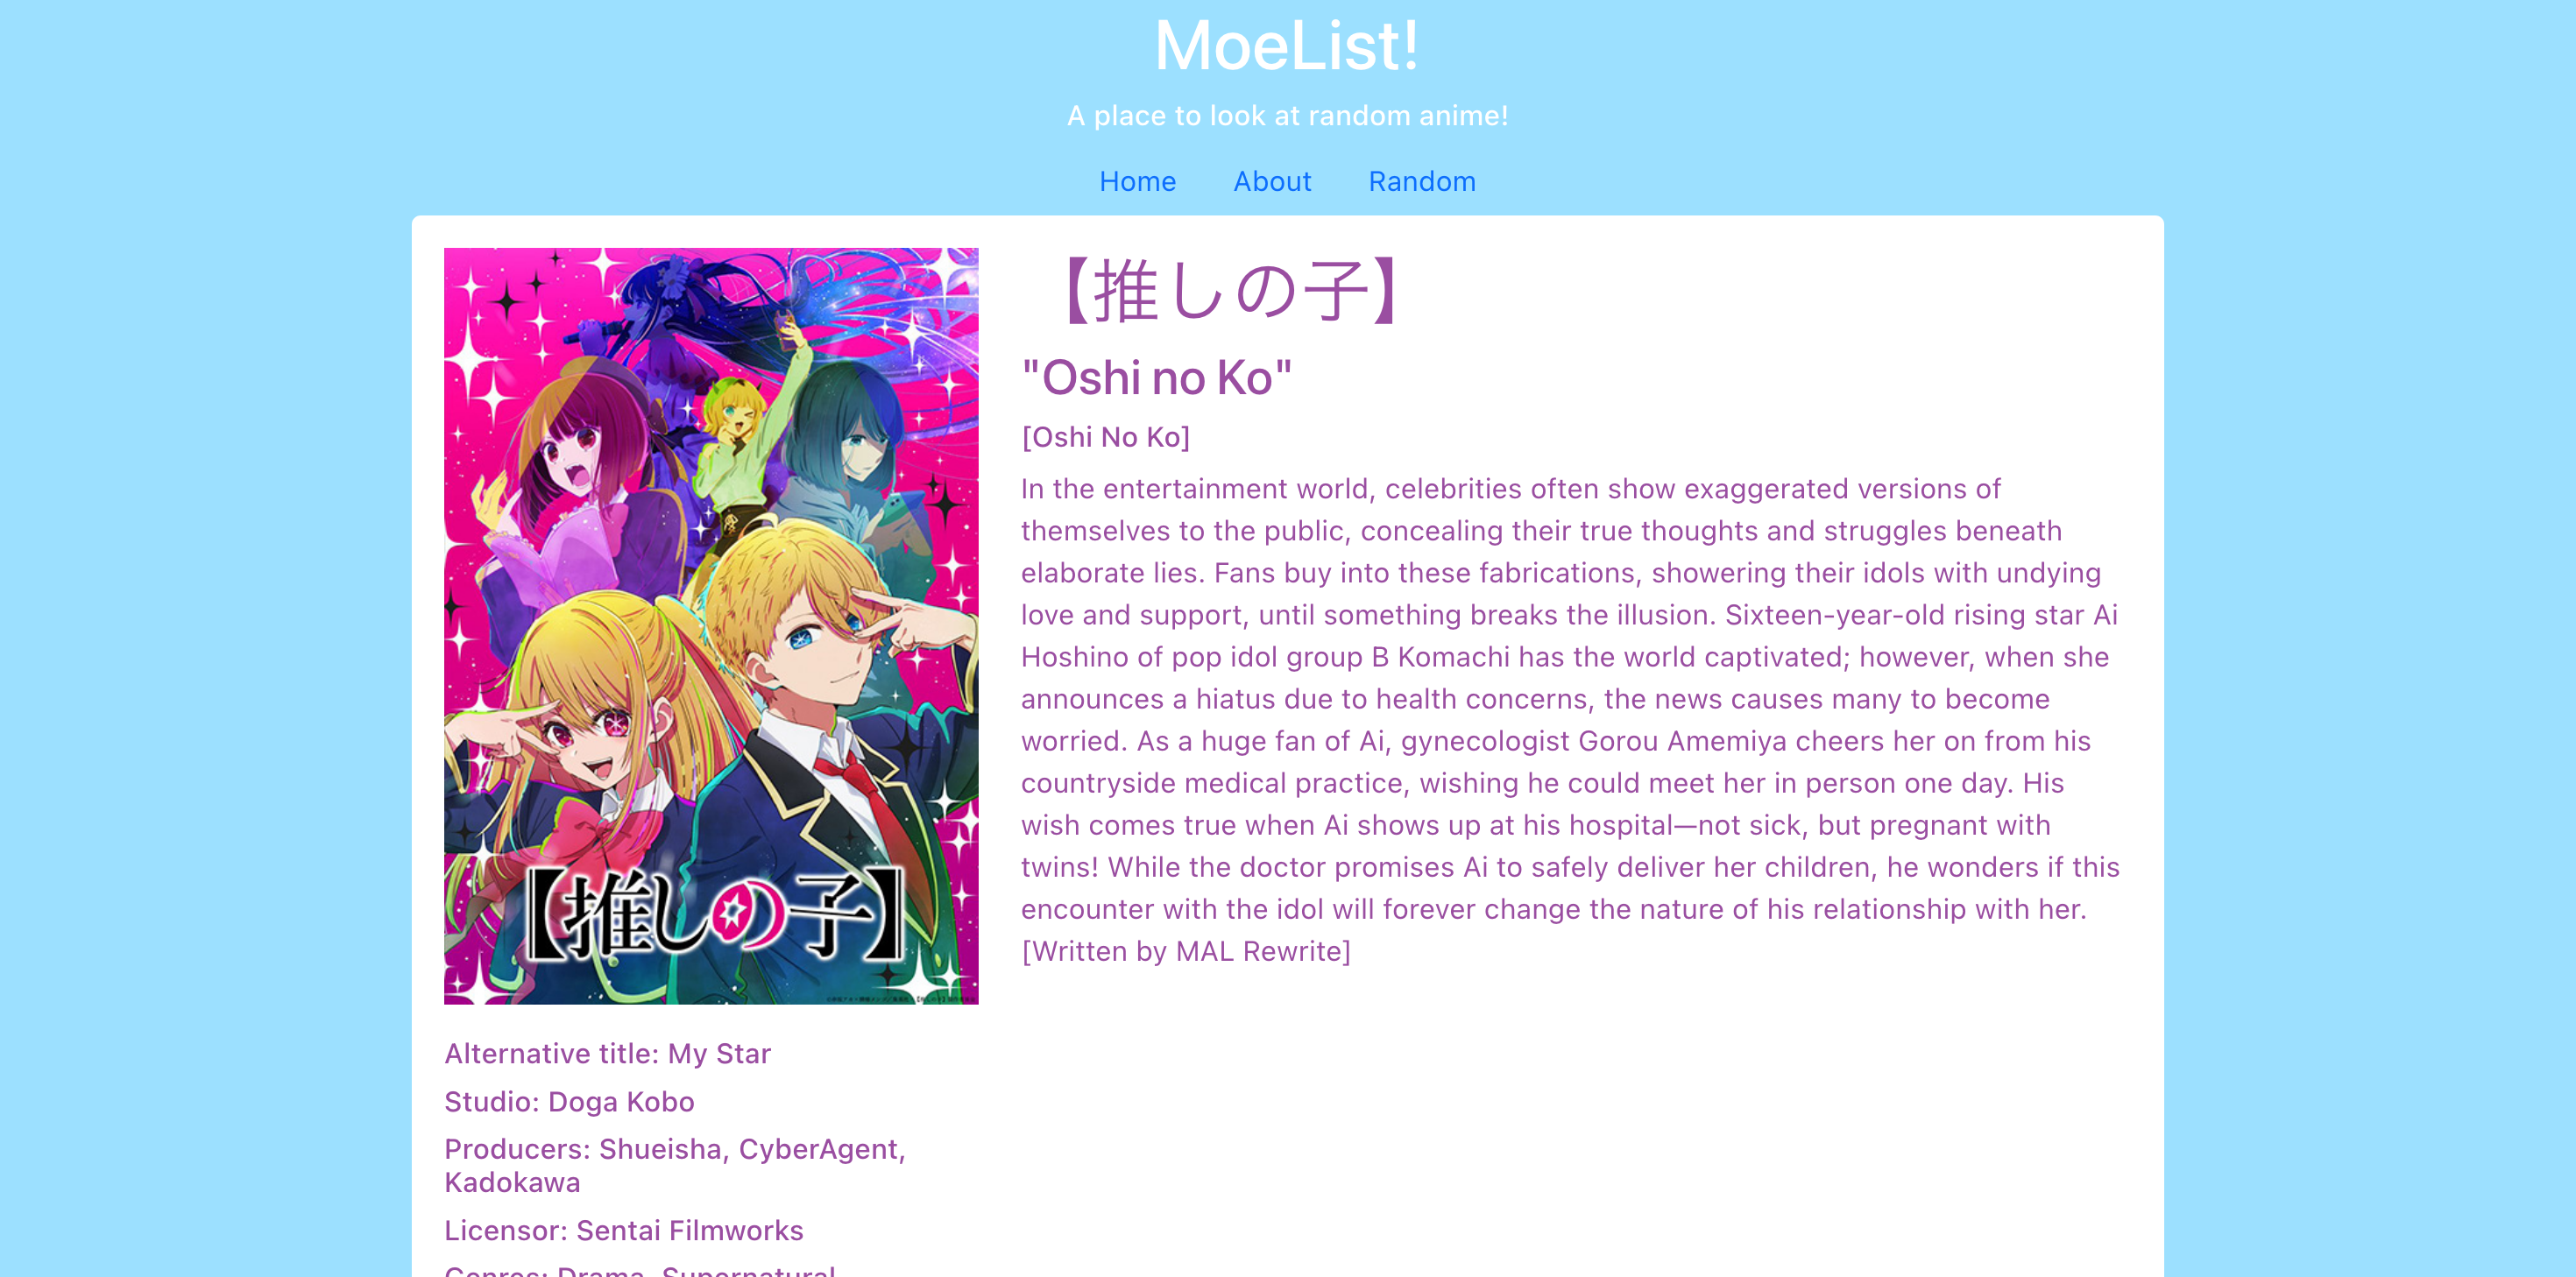 MoeList!
A place to look at random anime!
Home About Random
【推しの子】
"Oshi no Ko"
[Oshi No Ko]
In the entertainment world, celebrities often show exaggerated versions of
themselves to the public, concealing their true thoughts and struggles beneath
elaborate lies. Fans buy into these fabrications, showering their idols with undying
love and support, until something breaks the illusion. Sixteen-year-old rising star Ai
Hoshino of pop idol group B Komachi has the world captivated; however, when she
announces a hiatus due to health concerns, the news causes many to become
worried. As a huge fan of Ai, gynecologist Gorou Amemiya cheers her on from his
countryside medical practice, wishing he could meet her in person one day. His
wish comes true when Ai shows up at his hospital—not sick, but pregnant with
twins! While the doctor promises Ai to safely deliver her children, he wonders if this
encounter with the idol will forever change the nature of his relationship with her.
[Written by MAL Rewrite]
【推しの子】
Alternative title: My Star
Studio: Doga Kobo
Producers: Shueisha, CyberAgent,
Kadokawa
Licensor: Sentai Filmworks
Genres: Drama, Supernatural